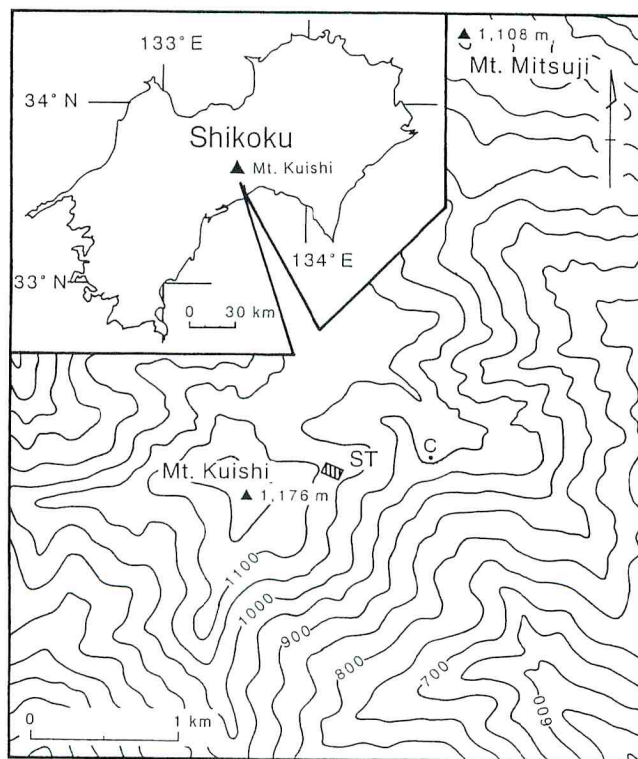 133° E
1,108 m
Mt. Mitsuji
34° N
Shikoku
Mt. Kuishi
134° E
33° N
0 30 km
C
ST
Mt. Kuishi
1,176 m
1100
1000
900
800
700
600
0 1 km